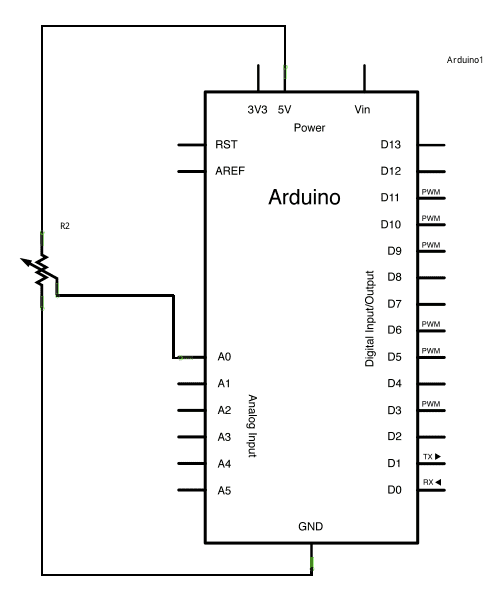 Arduino1
3V3 5V Vin
Power
RST D13
AREF D12
Arduino
D11 PWM
D10 PWM
R2
D9 PWM
D8
Digital Input/Output
D7
D6 PWM
A0 D5 PWM
A1 D4
A2 D3 PWM
Analog Input
A3 D2
A4 D1 TX ▶
A5 D0 RX ◀
GND